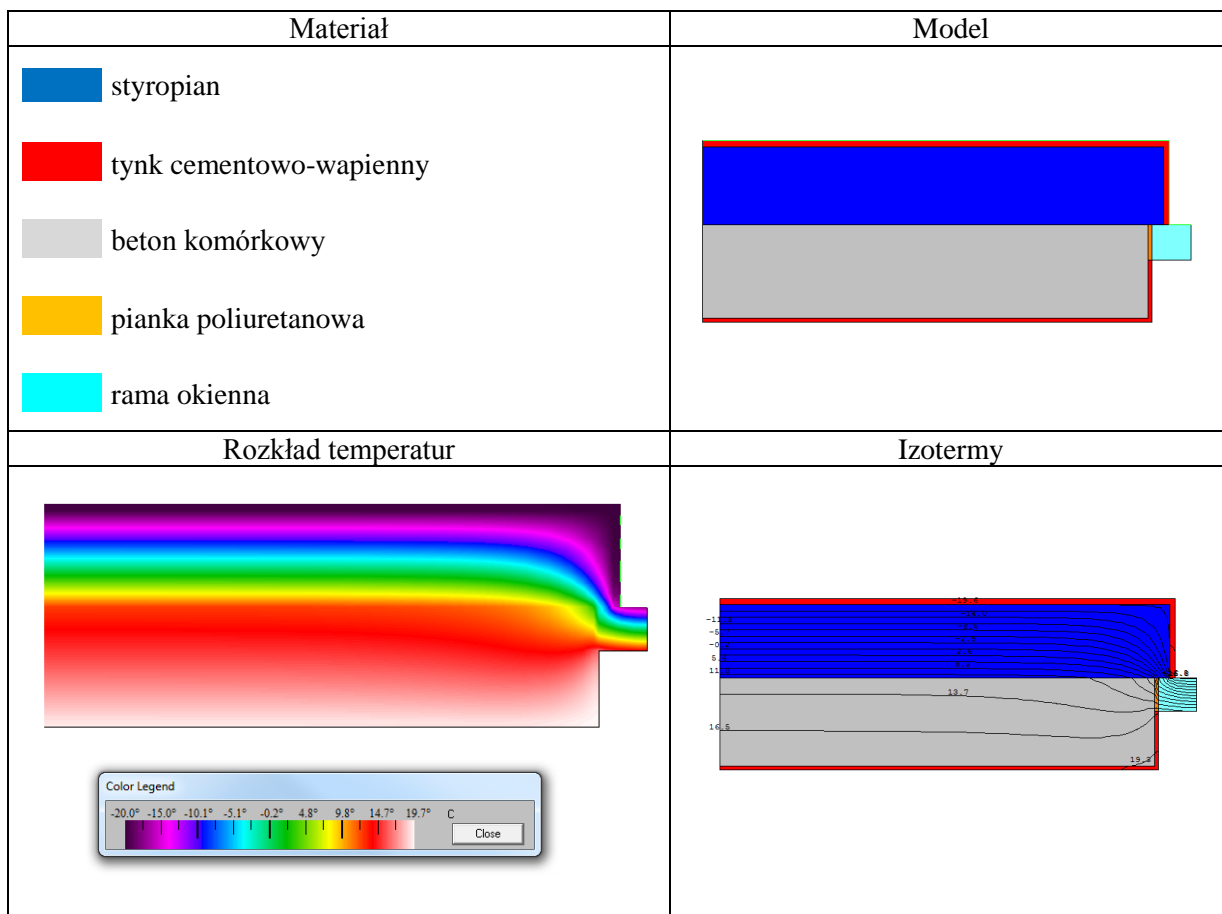 Materiał
Model
styropian
tynk cementowo-wapienny
beton komórkowy
pianka poliuretanowa
rama okienna
Rozkład temperatur
Izotermy
Color Legend
-20.0° -15.0° -10.1° -5.1° -0.2° 4.8° 9.8° 14.7° 19.7° C
Close
13.7
16.5
19.3